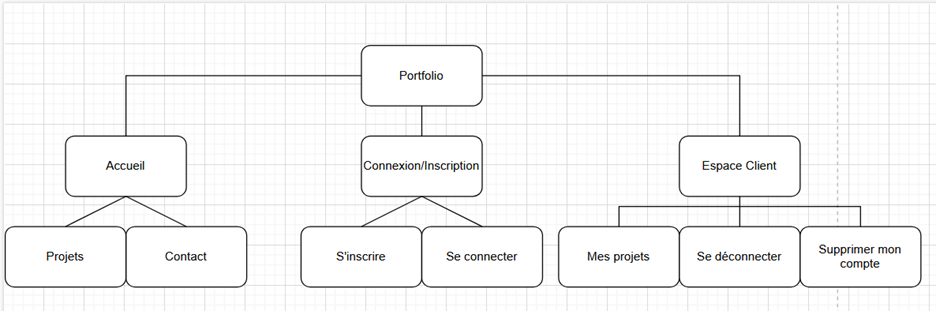 Portfolio
Accueil
Connexion/Inscription
Espace Client
Projets
Contact
S'inscrire
Se connecter
Mes projets
Se déconnecter
Supprimer mon
compte